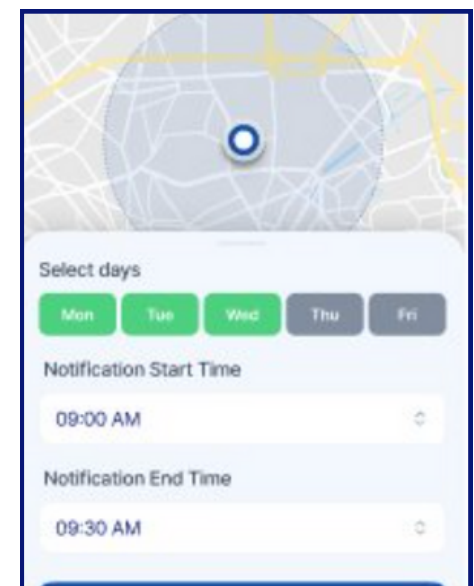 Select days
Mon Tue Wed Thu Fri
Notification Start Time
09:00 AM
Notification End Time
09:30 AM